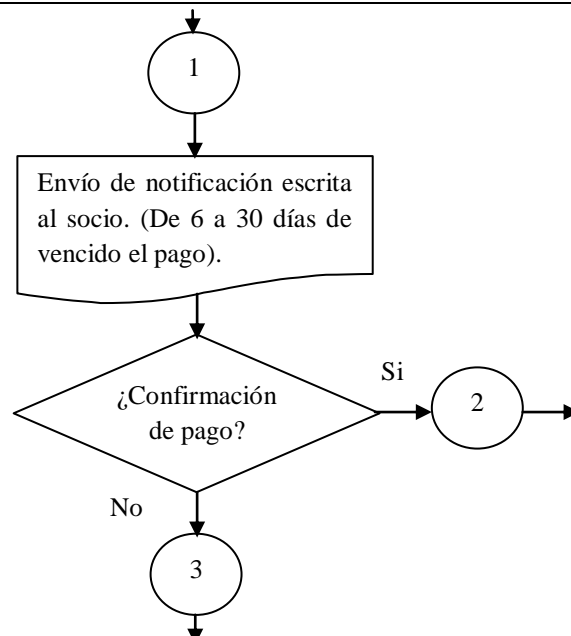 1
Envío de notificación escrita
al socio. (De 6 a 30 días de
vencido el pago).
¿Confirmación
de pago?
Si
2
No
3